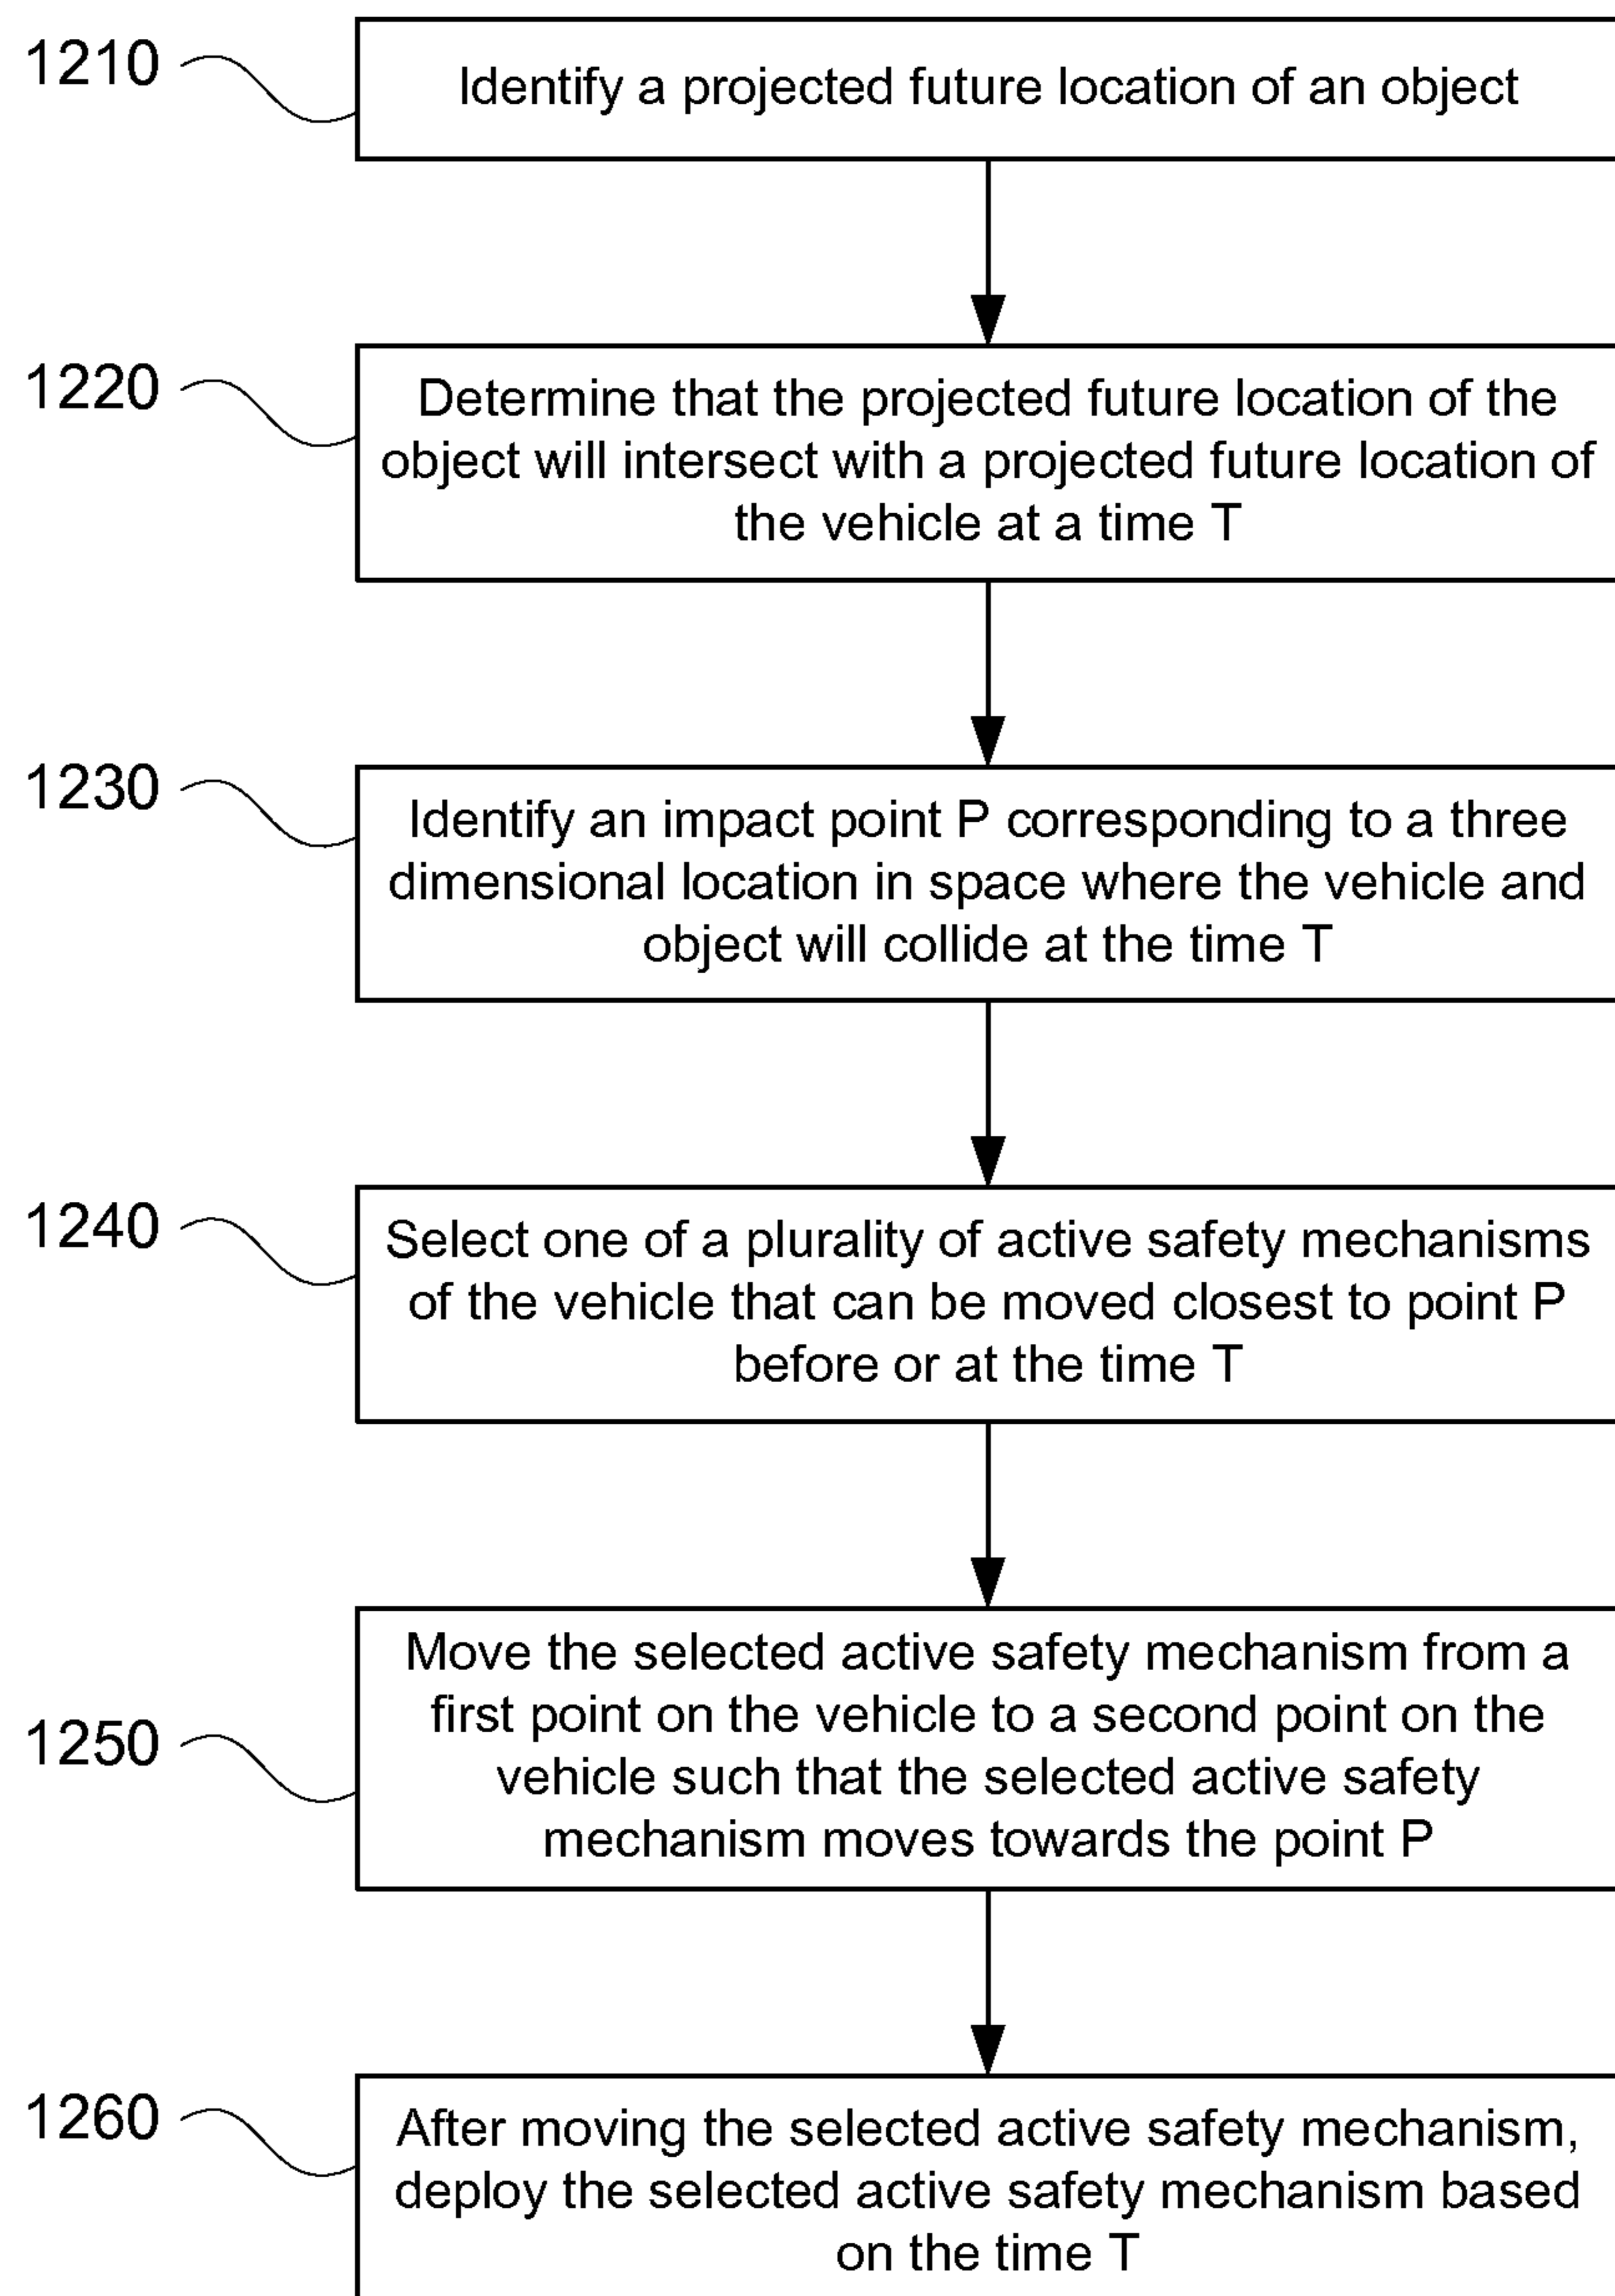 1210
Identify a projected future location of an object
1220
Determine that the projected future location of the
object will intersect with a projected future location of
the vehicle at a time T
1230
Identify an impact point P corresponding to a three
dimensional location in space where the vehicle and
object will collide at the time T
1240
Select one of a plurality of active safety mechanisms
of the vehicle that can be moved closest to point P
before or at the time T
1250
Move the selected active safety mechanism from a
first point on the vehicle to a second point on the
vehicle such that the selected active safety
mechanism moves towards the point P
1260
After moving the selected active safety mechanism,
deploy the selected active safety mechanism based
on the time T